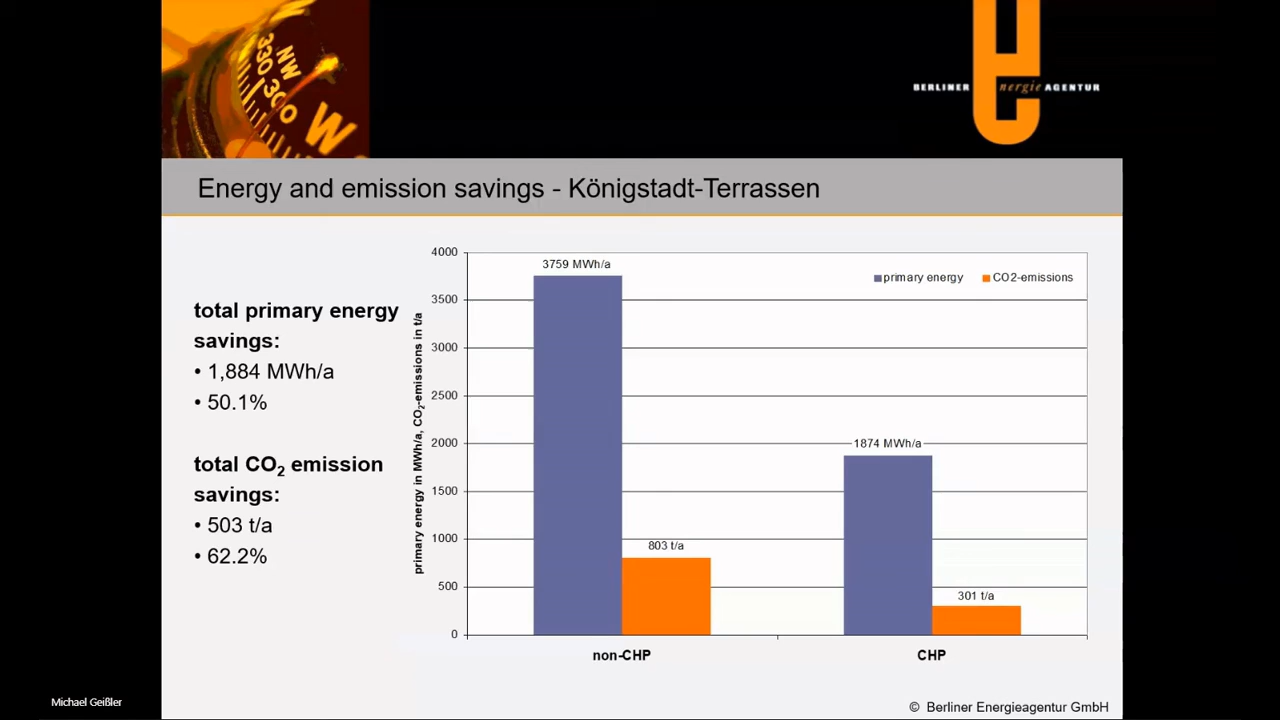 330 300
NW
W
BERLINER energie AGENTUR
Energy and emission savings - Königstadt-Terrassen
total primary energy
savings:
• 1,884 MWh/a
• 50.1%
total CO₂ emission
savings:
• 503 t/a
• 62.2%
primary energy in MWh/a, CO₂-emissions in t/a
4000
3500
3000
2500
2000
1500
1000
500
0
primary energy CO2-emissions
3759 MWh/a
803 t/a
1874 MWh/a
301 t/a
non-CHP CHP
© Berliner Energieagentur GmbH
Michael Geißler